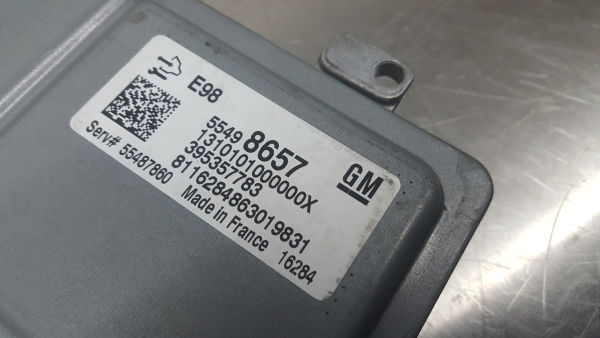 E98
5549 8657
GM
1310101000000X
395357783
Serv# 55487860
8116284863019831
Made in France
16284